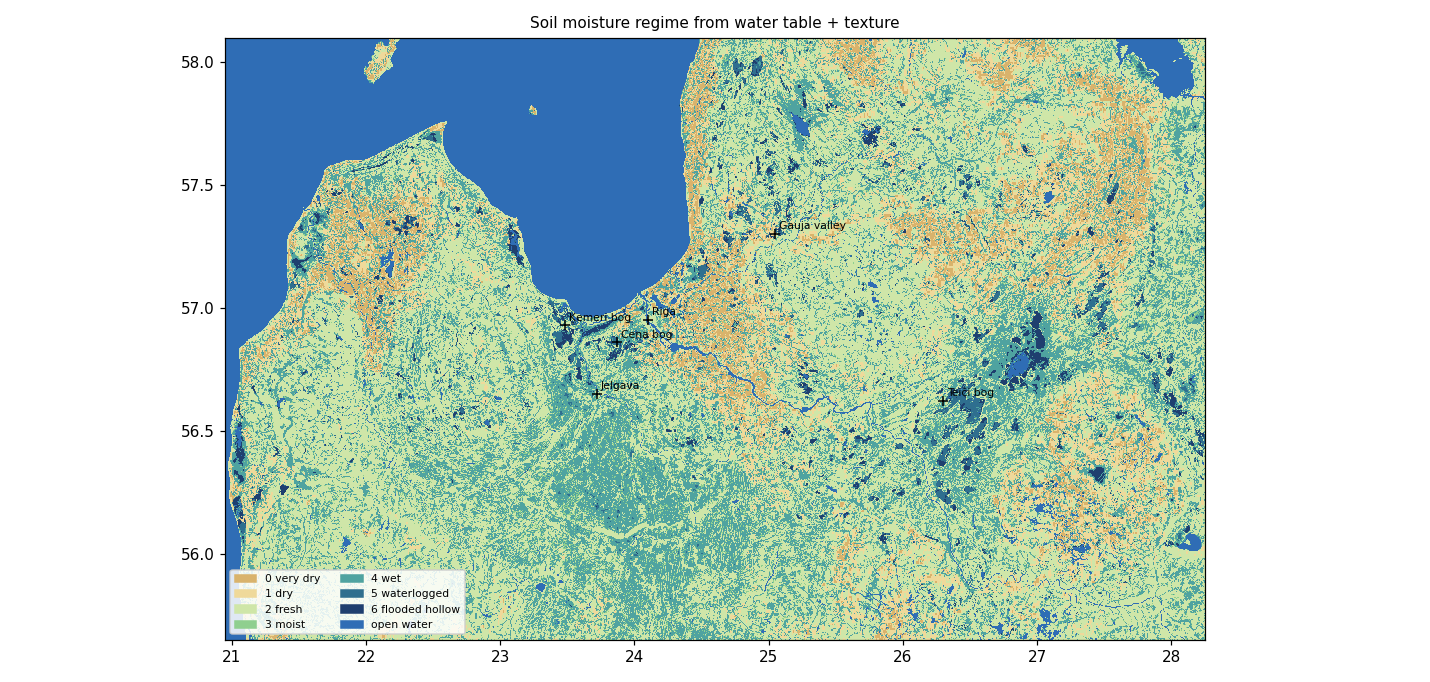 Soil moisture regime from water table + texture
58.0
57.5
57.0
56.5
56.0
Gauja valley
Riga
Kemeri bog
Cena bog
Jelgava
Teici bog
0 very dry
1 dry
2 fresh
3 moist
4 wet
5 waterlogged
6 flooded hollow
open water
21 22 23 24 25 26 27 28